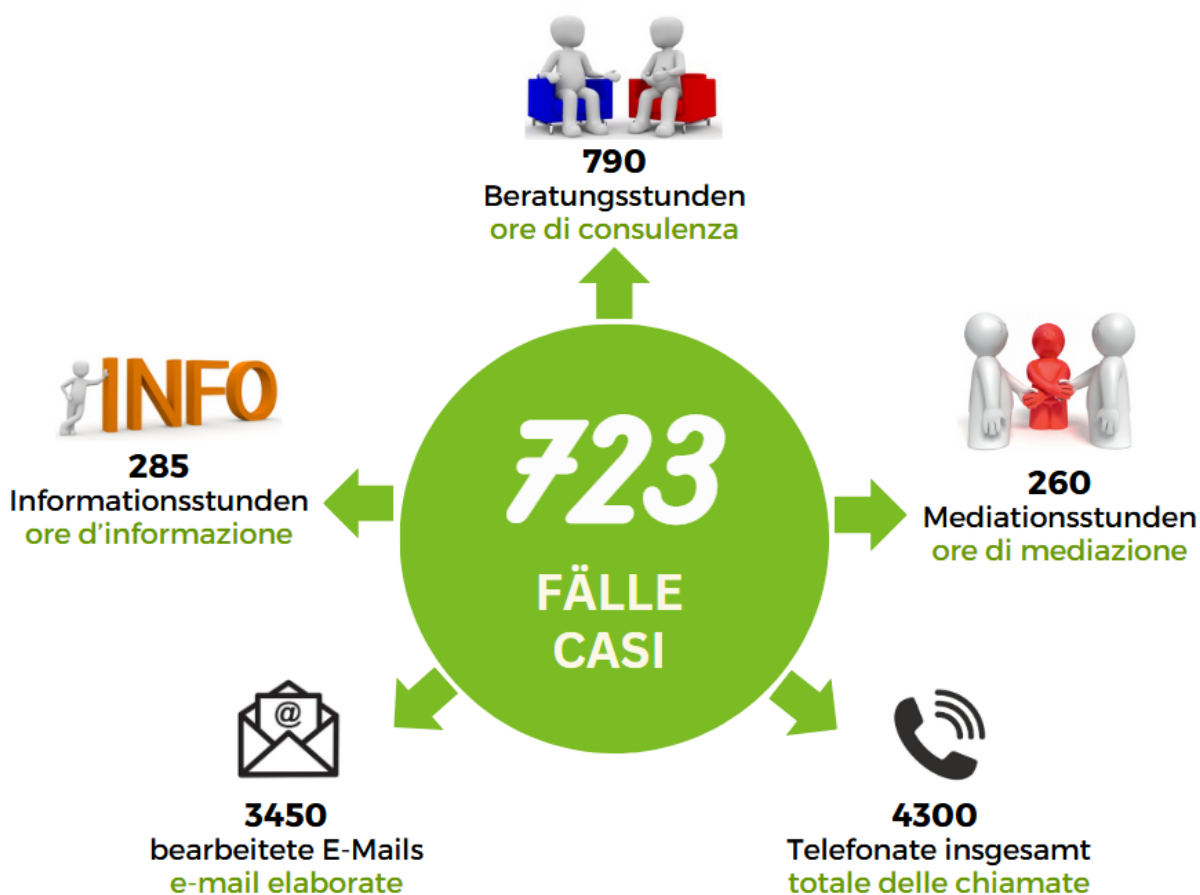 790
Beratungsstunden
ore di consulenza
INFO
285
Informationsstunden
ore d'informazione
723
FÄLLE
CASI
260
Mediationsstunden
ore di mediazione
@
3450
bearbeitete E-Mails
e-mail elaborate
4300
Telefonate insgesamt
totale delle chiamate